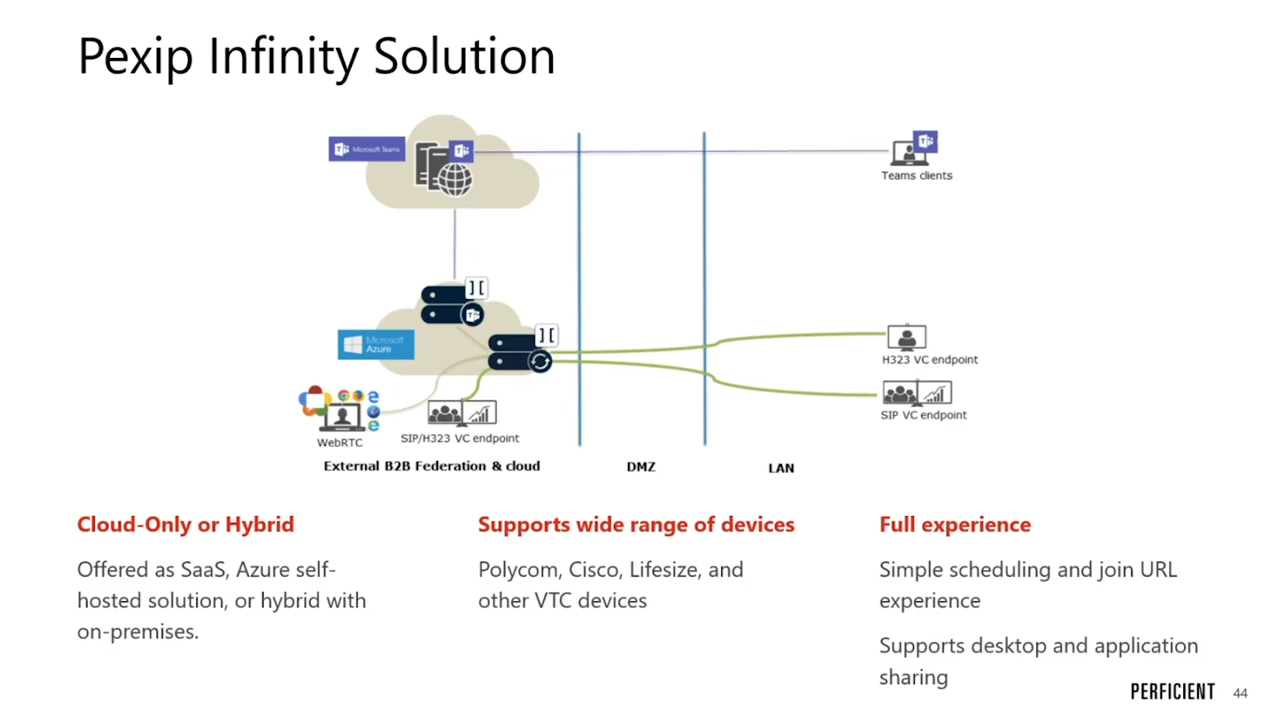 Pexip Infinity Solution
Microsoft Teams
Teams clients
Microsoft
Azure
H323 VC endpoint
SIP VC endpoint
WebRTC
SIP/H323 VC endpoint
External B2B Federation & cloud
DMZ
LAN
Cloud-Only or Hybrid
Offered as SaaS, Azure self-
hosted solution, or hybrid with
on-premises.
Supports wide range of devices
Polycom, Cisco, Lifesize, and
other VTC devices
Full experience
Simple scheduling and join URL
experience
Supports desktop and application
sharing
PERFICIENT
44